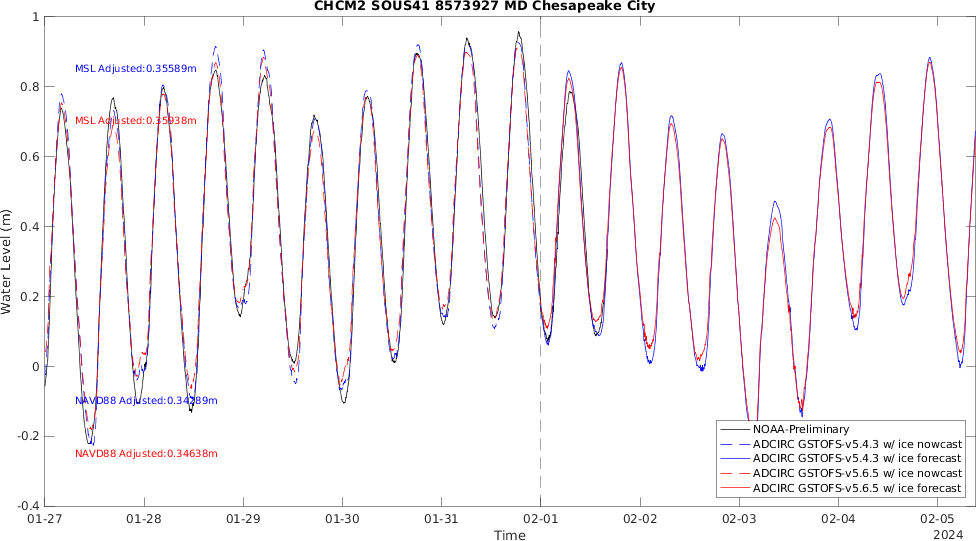 CHCM2 SOUS41 8573927 MD Chesapeake City
1
0.8
0.6
0.4
0.2
0
-0.2
-0.4
Water Level (m)
MSL Adjusted:0.35589m
MSL Adjusted:0.35938m
NAVD88 Adjusted:0.34289m
NAVD88 Adjusted:0.34638m
NOAA-Preliminary
ADCIRC GSTOFS-v5.4.3 w/ ice nowcast
ADCIRC GSTOFS-v5.4.3 w/ ice forecast
ADCIRC GSTOFS-v5.6.5 w/ ice nowcast
ADCIRC GSTOFS-v5.6.5 w/ ice forecast
01-27 01-28 01-29 01-30 01-31 02-01 02-02 02-03 02-04 02-05
Time
2024